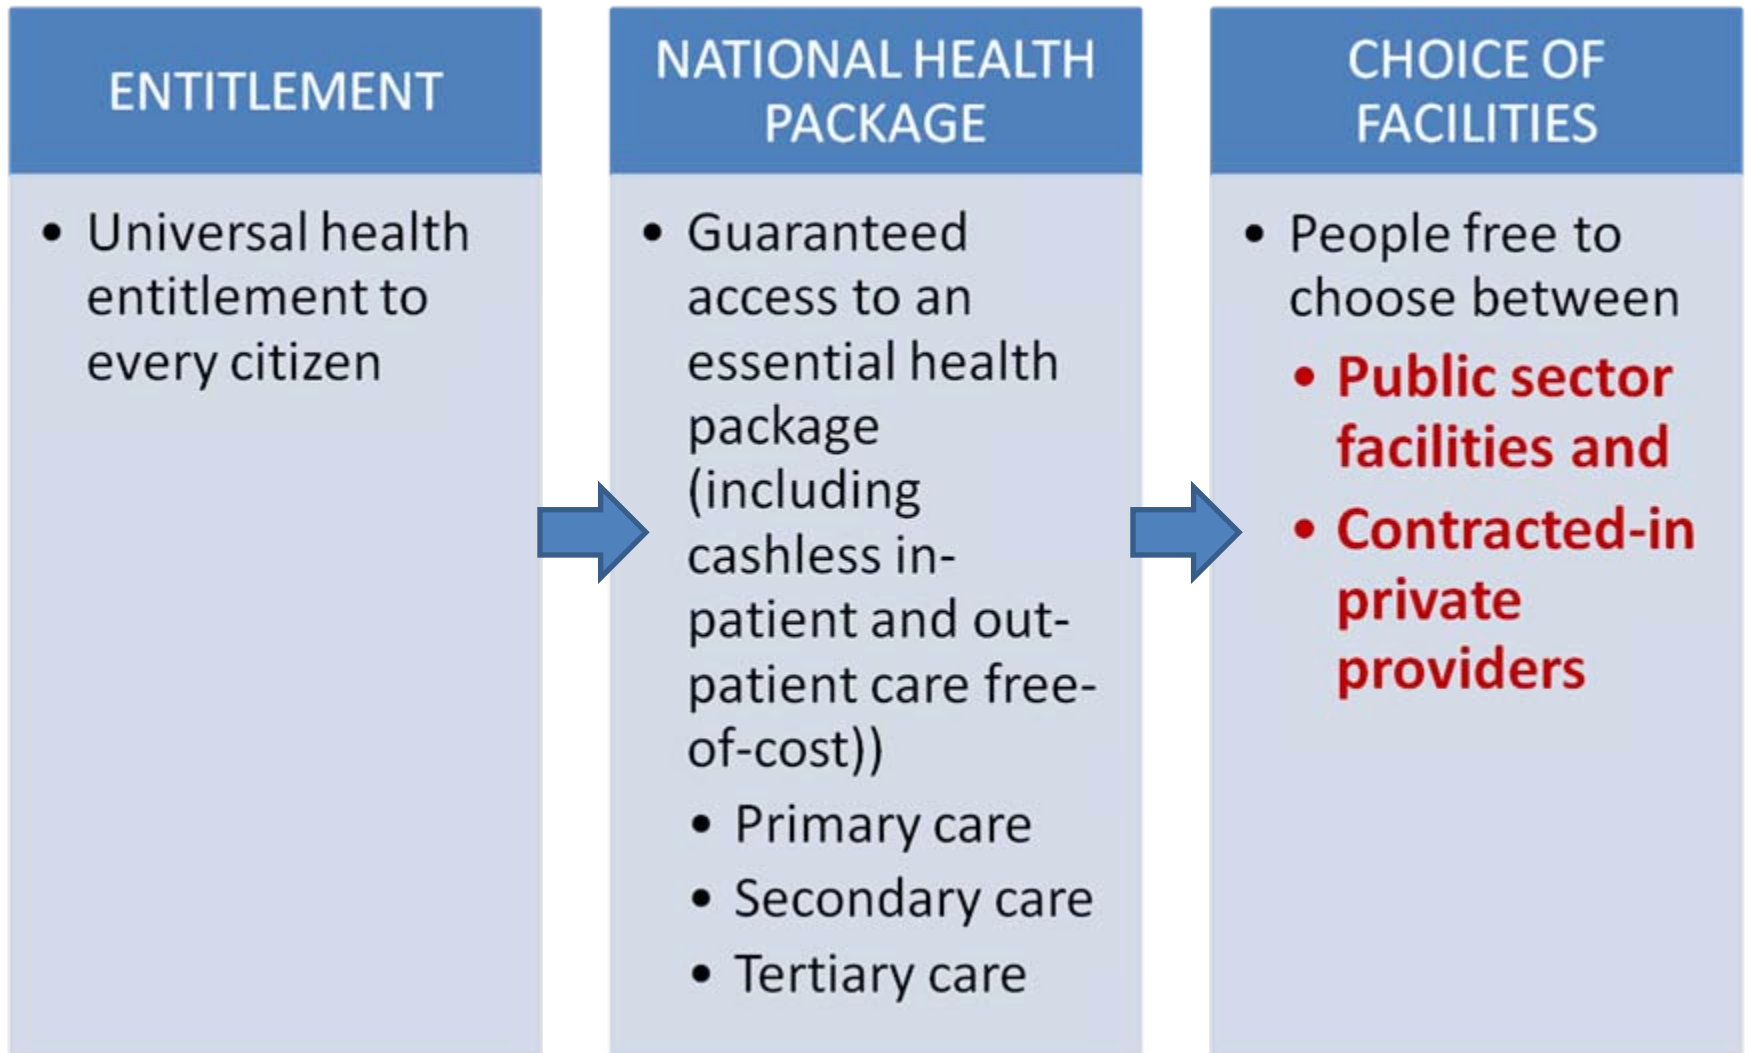 ENTITLEMENT
• Universal health
entitlement to
every citizen
NATIONAL HEALTH
PACKAGE
• Guaranteed
access to an
essential health
package
(including
cashless in-
patient and out-
patient care free-
of-cost))
• Primary care
• Secondary care
• Tertiary care
CHOICE OF
FACILITIES
• People free to
choose between
• Public sector
facilities and
• Contracted-in
private
providers